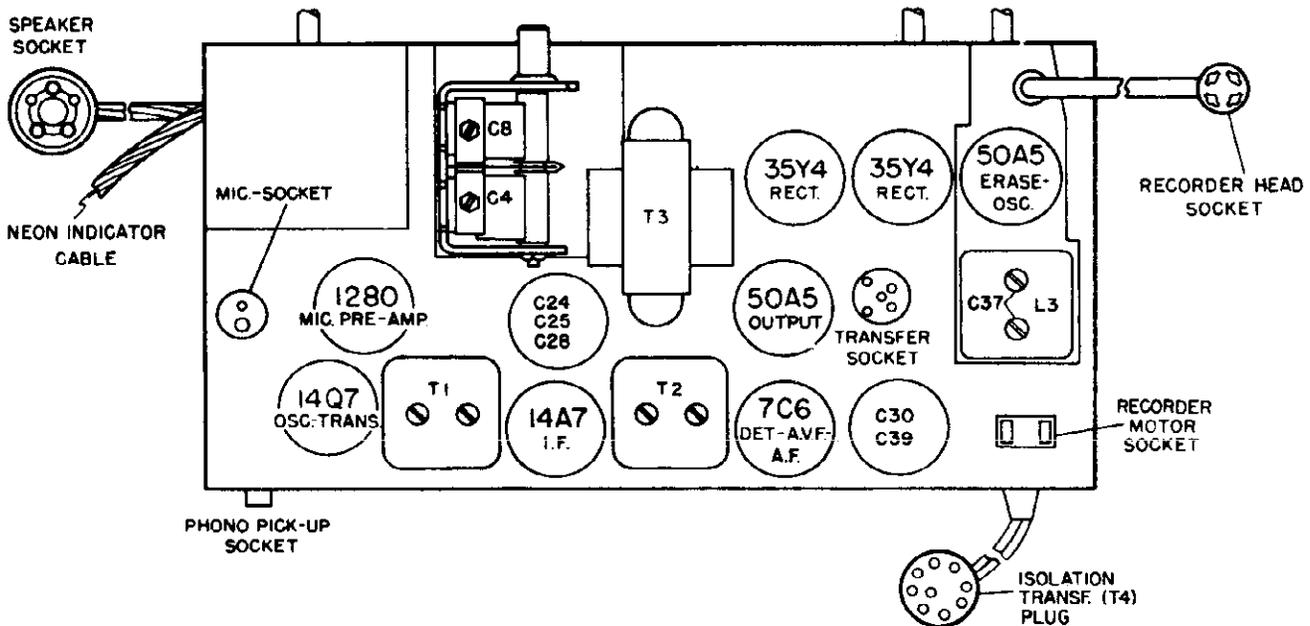 SPEAKER
SOCKET
NEON INDICATOR
CABLE
MIC.-SOCKET
C8
C4
T3
35Y4
RECT.
35Y4
RECT.
50A5
ERASE-
OSC.
RECORDER HEAD
SOCKET
1280
MIC. PRE-AMP.
C24
C25
C28
50A5
OUTPUT
TRANSFER
SOCKET
C37
L3
14Q7
OSC-TRANS.
T1
14A7
I.F.
T2
7C6
DET-A.V.F.-
A.F.
C30
C39
RECORDER
MOTOR
SOCKET
PHONO PICK-UP
SOCKET
ISOLATION
TRANSF. (T4)
PLUG